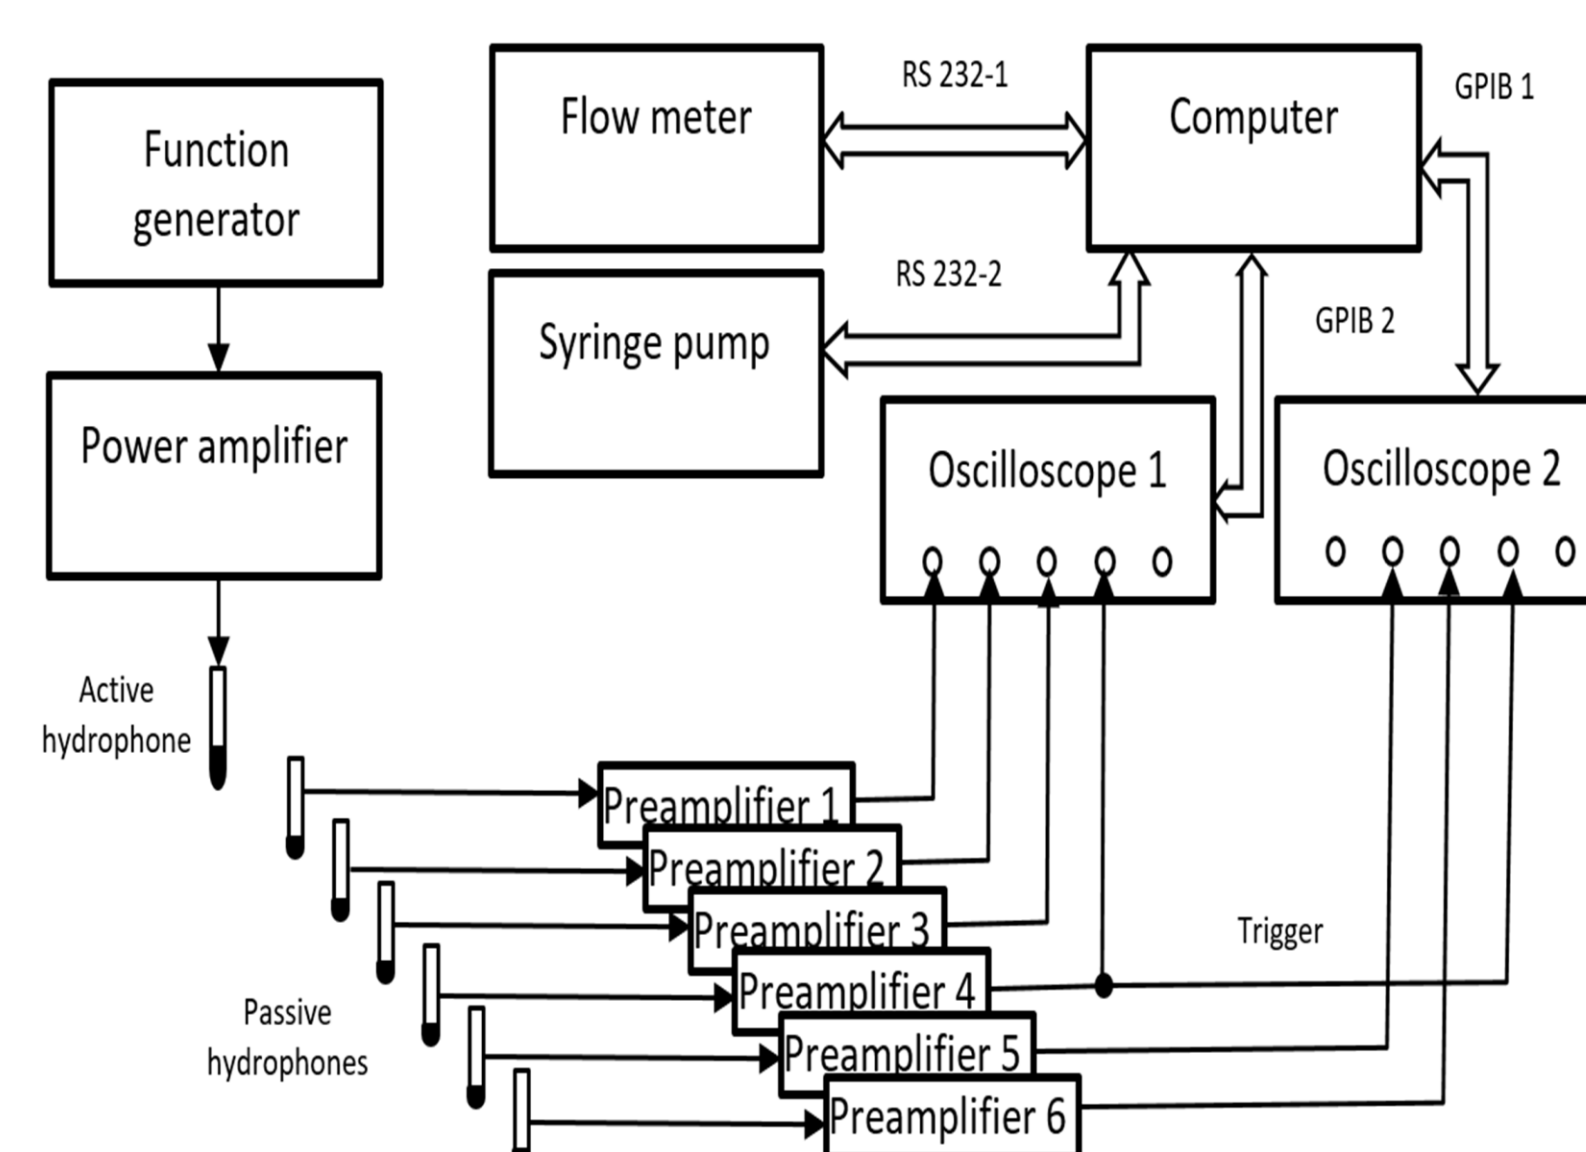 Function
generator
Flow meter
RS 232-1
Computer
GPIB 1
Syringe pump
RS 232-2
GPIB 2
Power amplifier
Oscilloscope 1
Oscilloscope 2
Active
hydrophone
Preamplifier 1
Preamplifier 2
Preamplifier 3
Trigger
Preamplifier 4
Passive
hydrophones
Preamplifier 5
Preamplifier 6